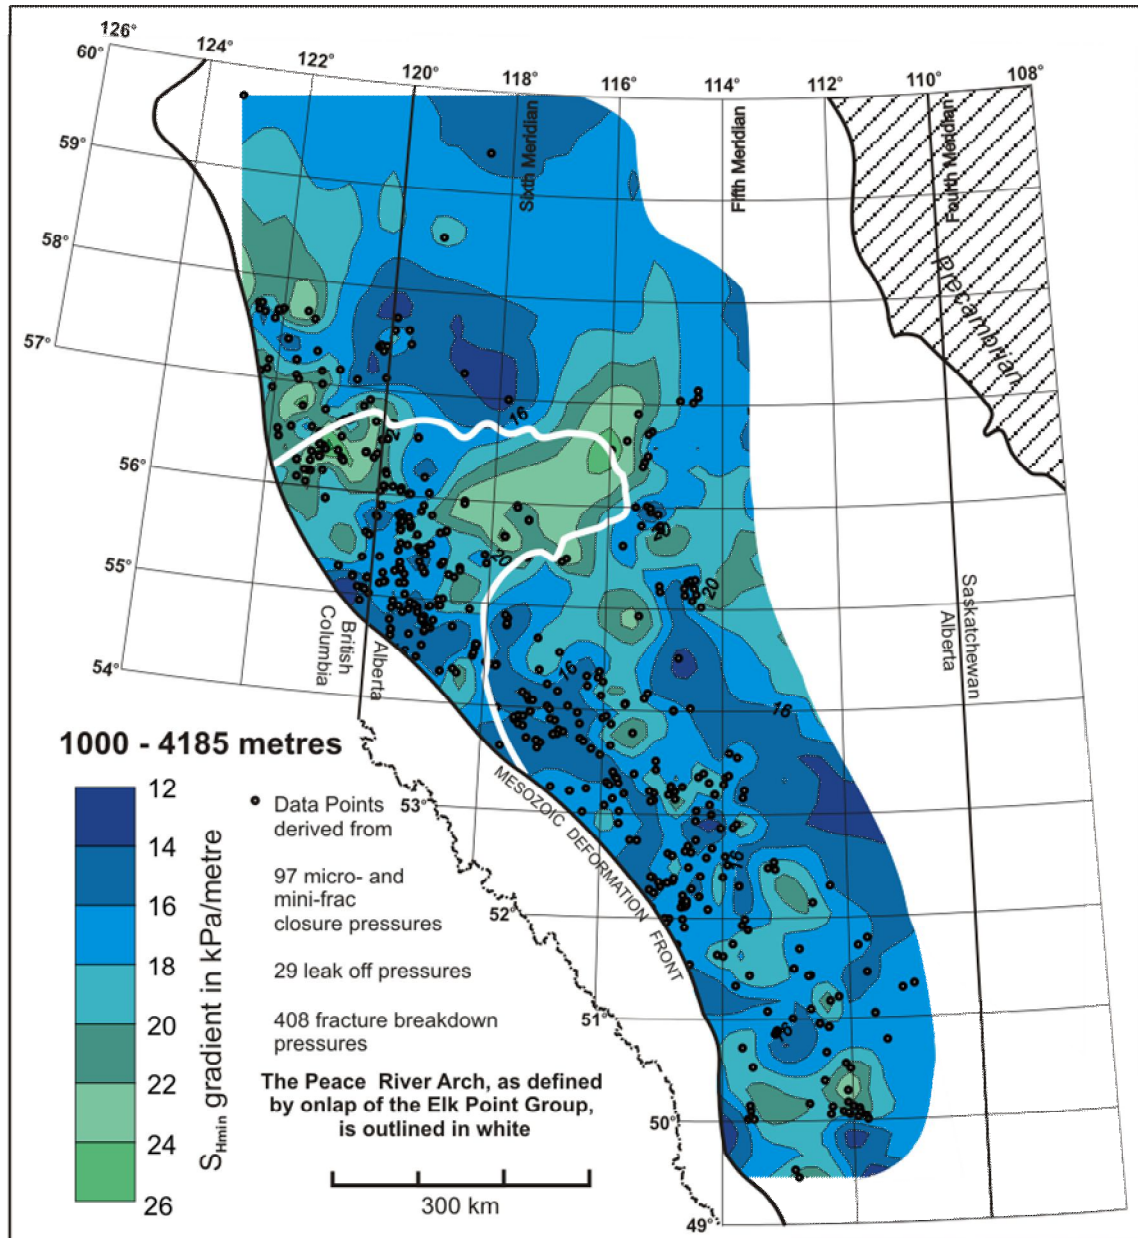 126°
124°
122°
120°
118°
116°
114°
112°
110°
108°
60°
59°
58°
57°
56°
55°
54°
53°
52°
51°
50°
49°
Sixth Meridian
Fifth Meridian
Fourth Meridian
Precambrian
16
20
20
20
16
16
16
16
British
Columbia
Alberta
Saskatchewan
Alberta
MESOZOIC DEFORMATION FRONT
1000 - 4185 metres
12
14
16
18
20
22
24
26
SHmin gradient in kPa/metre
Data Points
derived from
97 micro- and
mini-frac
closure pressures
29 leak off pressures
408 fracture breakdown
pressures
The Peace River Arch, as defined
by onlap of the Elk Point Group,
is outlined in white
300 km